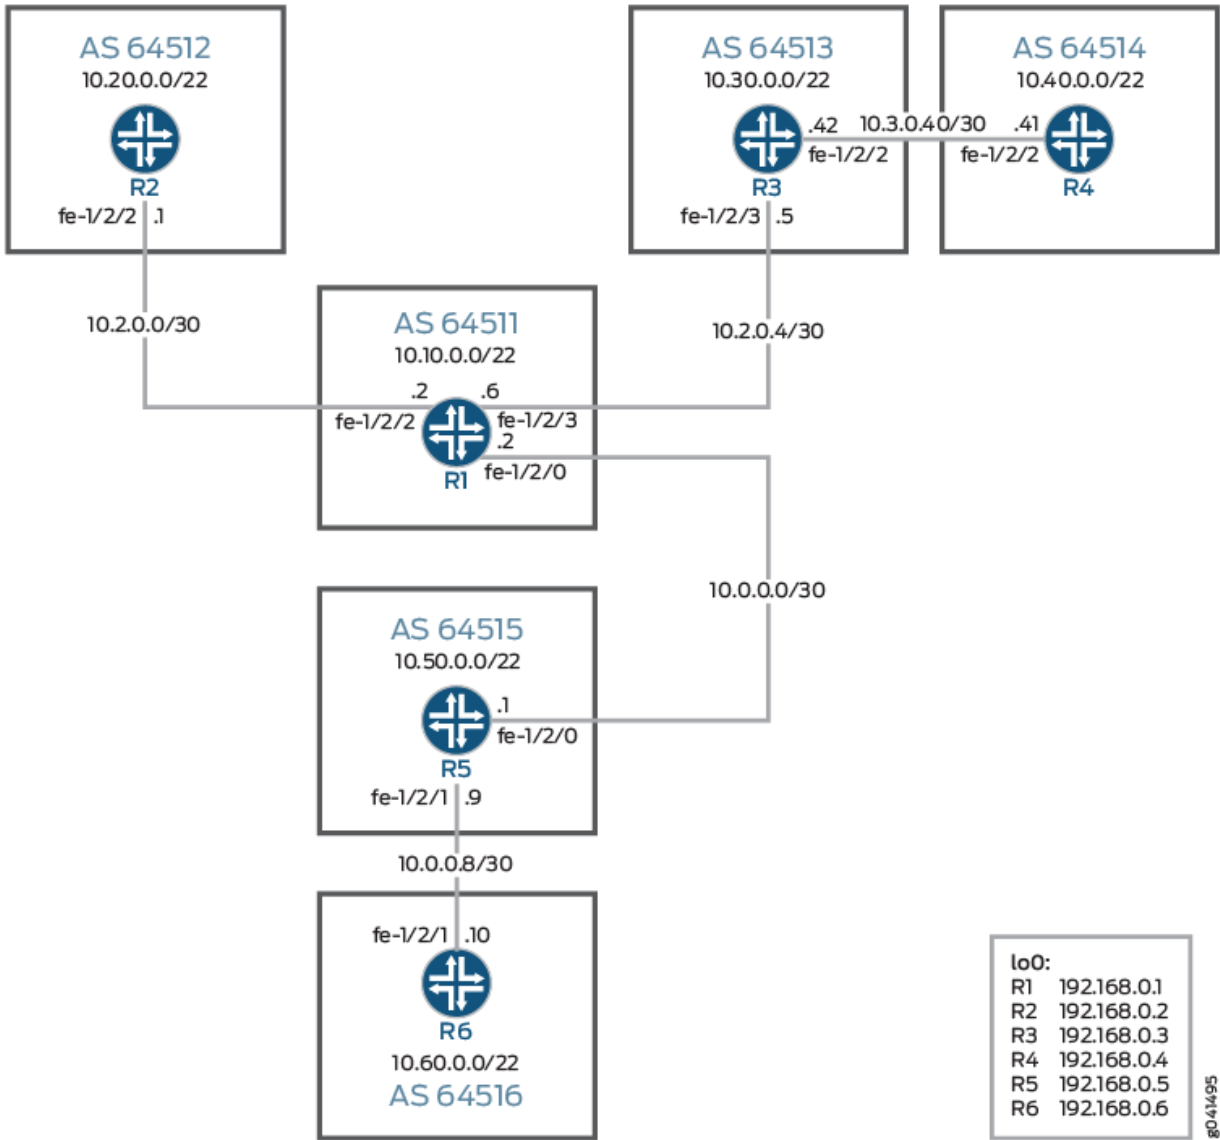 AS 64512
10.20.0.0/22
R2
fe-1/2/2 .1
10.2.0.0/30
AS 64513
10.30.0.0/22
.42
fe-1/2/2
R3
fe-1/2/3 .5
10.3.0.40/30
AS 64514
10.40.0.0/22
.41
fe-1/2/2
R4
10.2.0.4/30
AS 64511
10.10.0.0/22
.2 .6
fe-1/2/2 fe-1/2/3
.2
R1 fe-1/2/0
10.0.0.0/30
AS 64515
10.50.0.0/22
.1
fe-1/2/0
R5
fe-1/2/1 .9
10.0.0.8/30
fe-1/2/1 .10
R6
10.60.0.0/22
AS 64516
lo0:
R1 192.168.0.1
R2 192.168.0.2
R3 192.168.0.3
R4 192.168.0.4
R5 192.168.0.5
R6 192.168.0.6
g041495